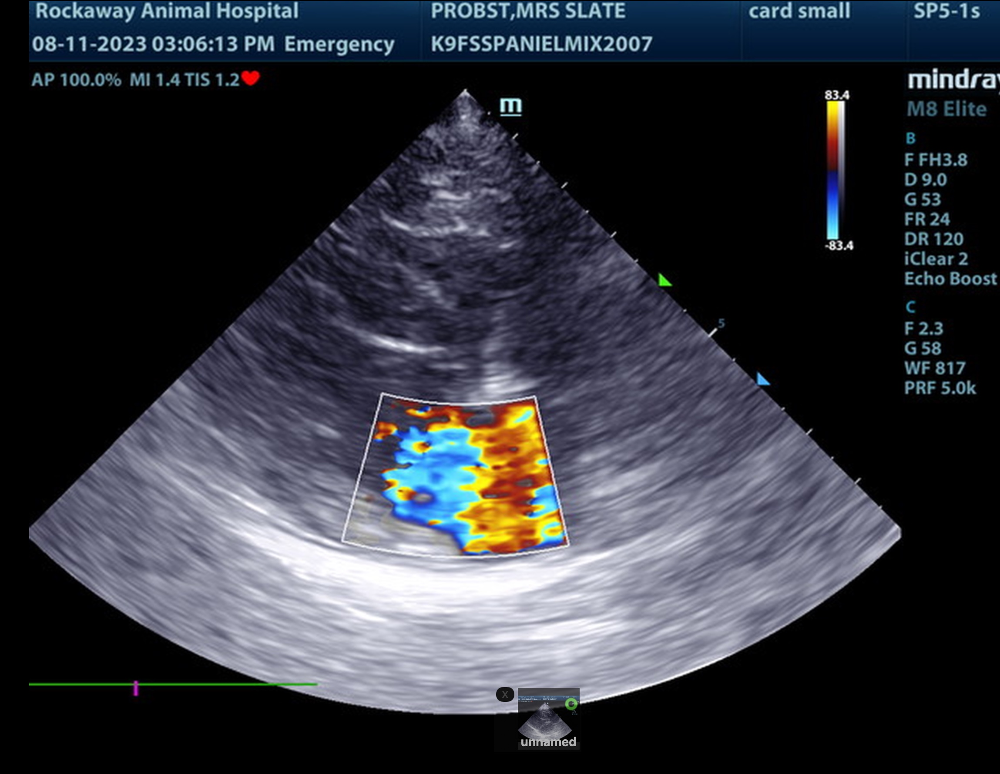 Rockaway Animal Hospital
PROBST,MRS SLATE
card small
SP5-1s
08-11-2023 03:06:13 PM Emergency
K9FSSPANIELMIX2007
AP 100.0% MI 1.4 TIS 1.2
m
83.4
-83.4
mindray
M8 Elite
B
F FH3.8
D 9.0
G 53
FR 24
DR 120
iClear 2
Echo Boost
C
F 2.3
G 58
WF 817
PRF 5.0k
5
X
unnamed